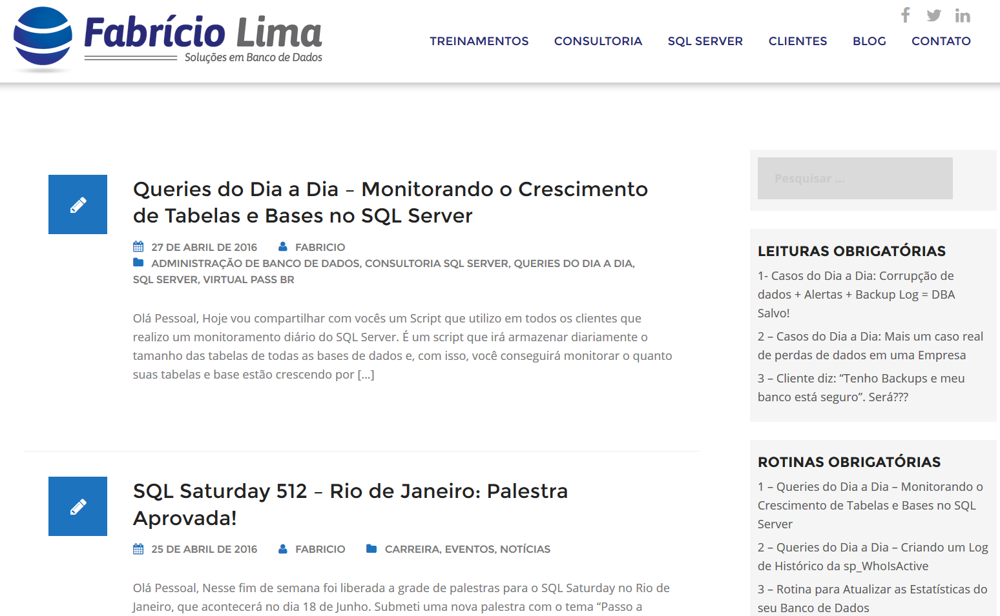 Fabrício Lima
Soluções em Banco de Dados
TREINAMENTOS CONSULTORIA SQL SERVER CLIENTES BLOG CONTATO
Queries do Dia a Dia – Monitorando o Crescimento
de Tabelas e Bases no SQL Server
27 DE ABRIL DE 2016 FABRICIO
ADMINISTRAÇÃO DE BANCO DE DADOS, CONSULTORIA SQL SERVER, QUERIES DO DIA A DIA,
SQL SERVER, VIRTUAL PASS BR
Olá Pessoal, Hoje vou compartilhar com vocês um Script que utilizo em todos os clientes que
realizo um monitoramento diário do SQL Server. É um script que irá armazenar diariamente o
tamanho das tabelas de todas as bases de dados e, com isso, você conseguirá monitorar o quanto
suas tabelas e base estão crescendo por [...]
SQL Saturday 512 – Rio de Janeiro: Palestra
Aprovada!
25 DE ABRIL DE 2016 FABRICIO CARREIRA, EVENTOS, NOTÍCIAS
Olá Pessoal, Nesse fim de semana foi liberada a grade de palestras para o SQL Saturday no Rio de
Janeiro, que acontecerá no dia 18 de Junho. Submeti uma nova palestra com o tema “Passo a
Pesquisar ...
LEITURAS OBRIGATÓRIAS
1- Casos do Dia a Dia: Corrupção de
dados + Alertas + Backup Log = DBA
Salvo!
2 – Casos do Dia a Dia: Mais um caso real
de perdas de dados em uma Empresa
3 – Cliente diz: “Tenho Backups e meu
banco está seguro”. Será???
ROTINAS OBRIGATÓRIAS
1 – Queries do Dia a Dia – Monitorando o
Crescimento de Tabelas e Bases no SQL
Server
2 – Queries do Dia a Dia – Criando um Log
de Histórico da sp_WhoIsActive
3 – Rotina para Atualizar as Estatísticas do
seu Banco de Dados